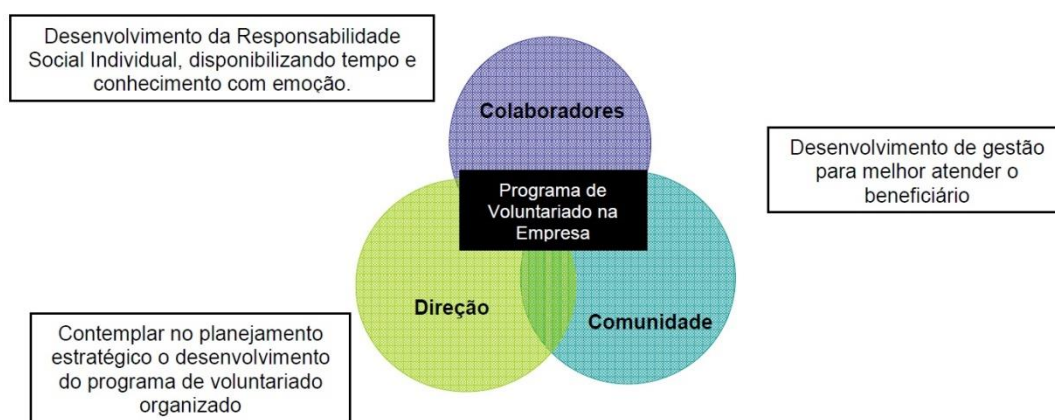 Desenvolvimento da Responsabilidade
Social Individual, disponibilizando tempo e
conhecimento com emoção.
Colaboradores
Desenvolvimento de gestão
para melhor atender o
beneficiário
Programa de
Voluntariado na
Empresa
Direção
Comunidade
Contemplar no planejamento
estratégico o desenvolvimento
do programa de voluntariado
organizado